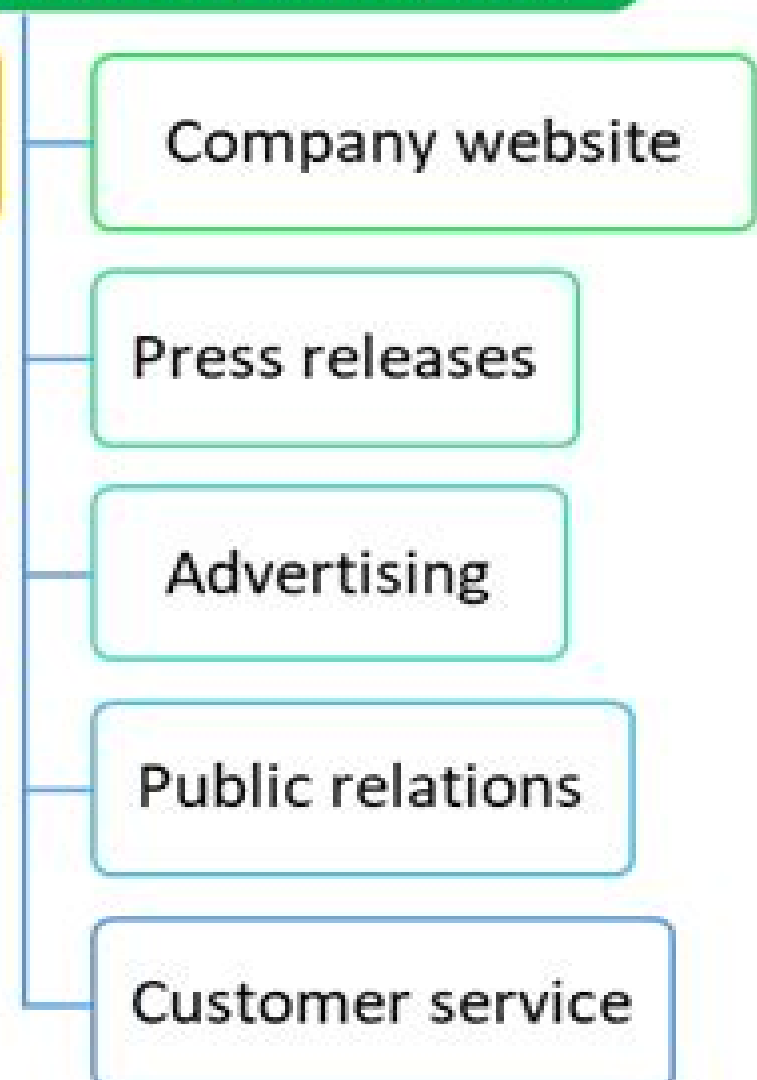 Company website
Press releases
Advertising
Public relations
Customer service